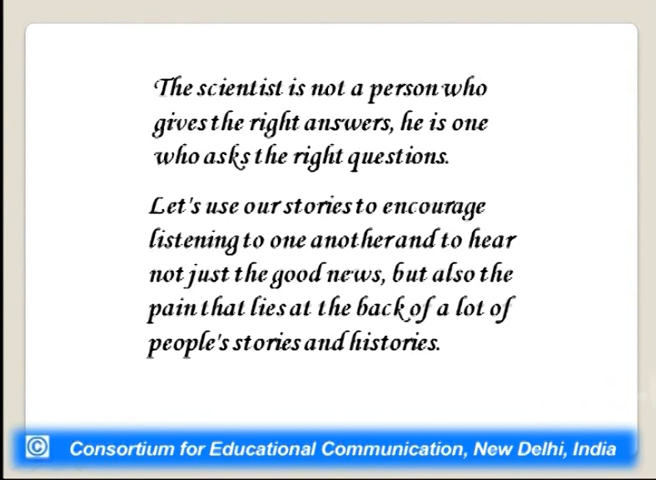 The scientist is not a person who
gives the right answers, he is one
who asks the right questions.
Let's use our stories to encourage
listening to one another and to hear
not just the good news, but also the
pain that lies at the back of a lot of
people's stories and histories.
© Consortium for Educational Communication, New Delhi, India